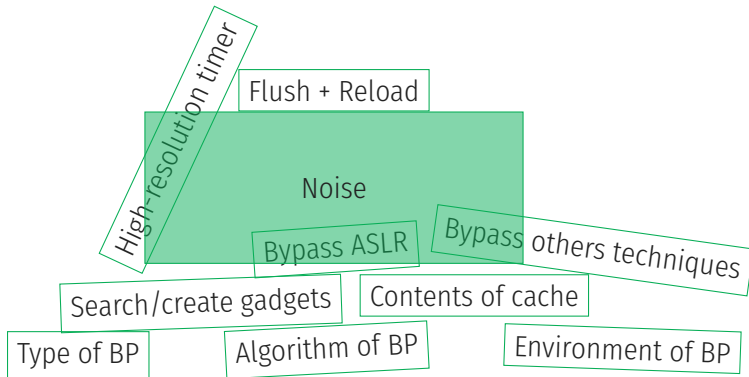 High-resolution timer
Flush + Reload
Noise
Bypass ASLR
Bypass others techniques
Search/create gadgets
Contents of cache
Type of BP
Algorithm of BP
Environment of BP